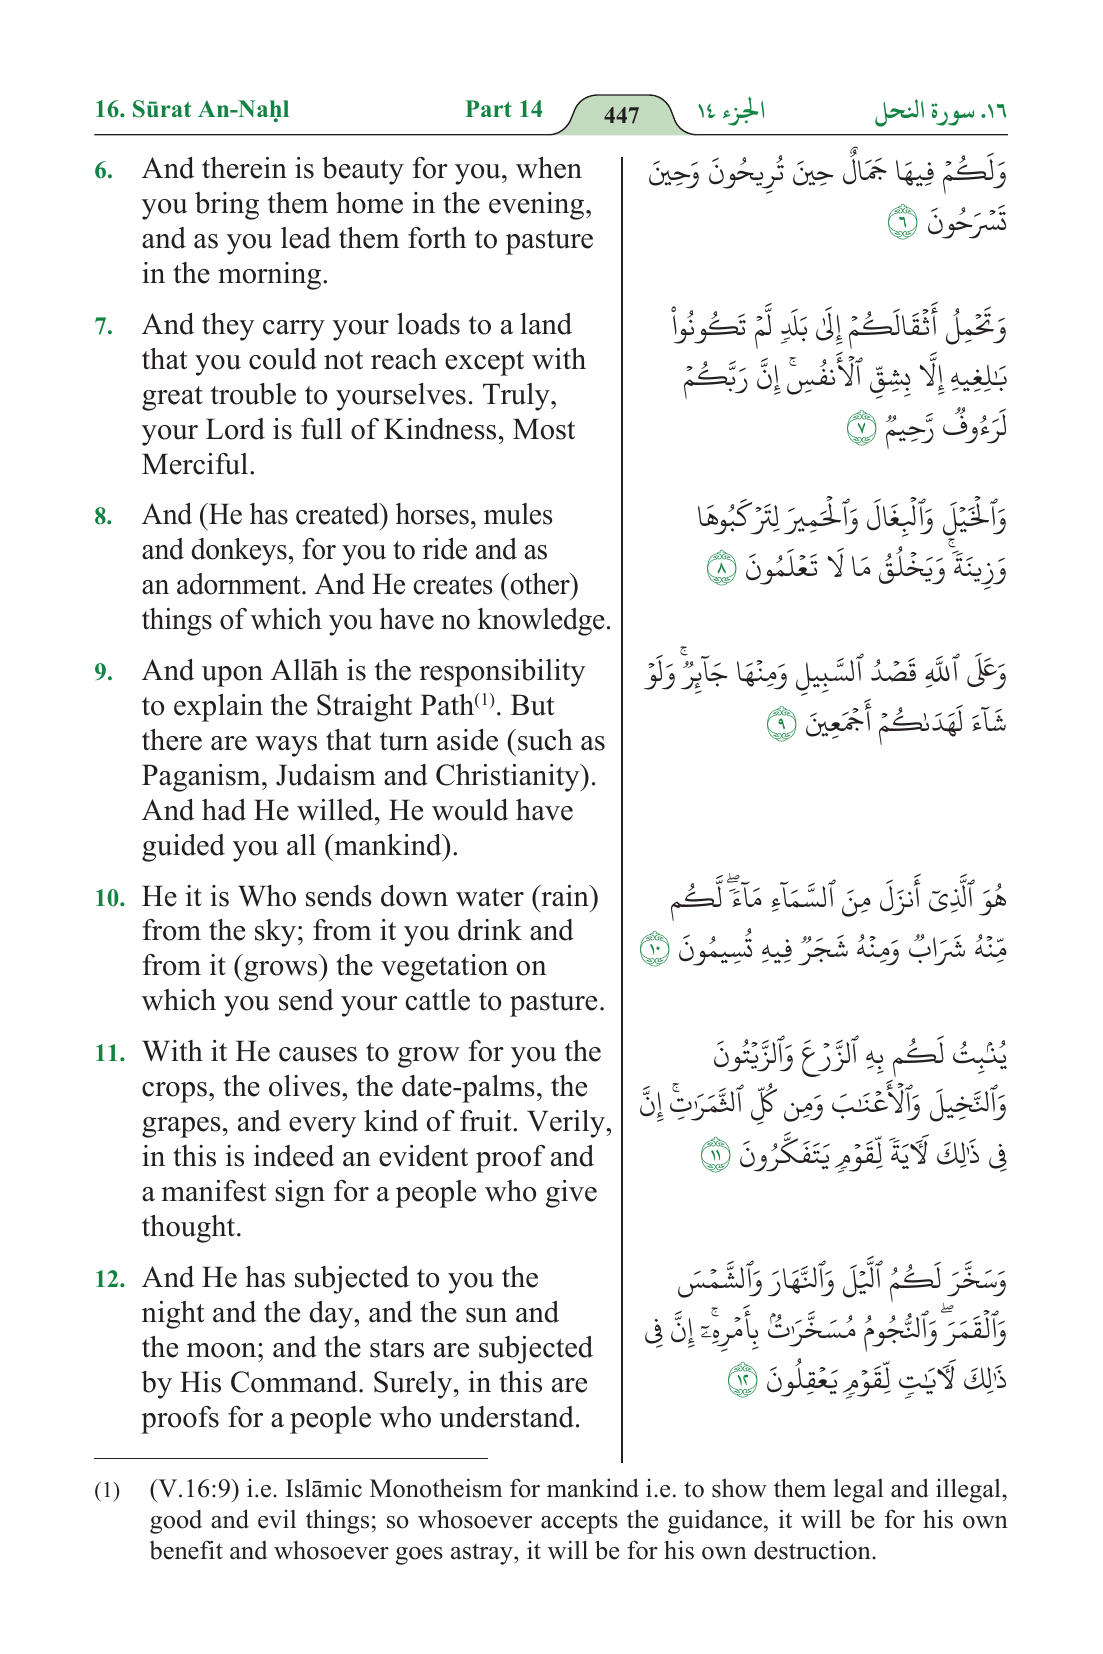 16. Sūrat An-Naḥl Part 14 447 الجزء ١٤ ١٦. سورة النحل
6. And therein is beauty for you, when
you bring them home in the evening,
and as you lead them forth to pasture
in the morning.
وَلَكُمۡ فِيهَا جَمَالٌ حِينَ تُرِيحُونَ وَحِينَ
تَسۡرَحُونَ ٦
7. And they carry your loads to a land
that you could not reach except with
great trouble to yourselves. Truly,
your Lord is full of Kindness, Most
Merciful.
وَتَحۡمِلُ أَثۡقَالَكُمۡ إِلَىٰ بَلَدٖ لَّمۡ تَكُونُواْ
بَٰلِغِيهِ إِلَّا بِشِقِّ ٱلۡأَنفُسِۚ إِنَّ رَبَّكُمۡ
لَرَءُوفٞ رَّحِيمٞ ٧
8. And (He has created) horses, mules
and donkeys, for you to ride and as
an adornment. And He creates (other)
things of which you have no knowledge.
وَٱلۡخَيۡلَ وَٱلۡبِغَالَ وَٱلۡحَمِيرَ لِتَرۡكَبُوهَا
وَزِينَةٗۚ وَيَخۡلُقُ مَا لَا تَعۡلَمُونَ ٨
9. And upon Allāh is the responsibility
to explain the Straight Path(1). But
there are ways that turn aside (such as
Paganism, Judaism and Christianity).
And had He willed, He would have
guided you all (mankind).
وَعَلَى ٱللَّهِ قَصۡدُ ٱلسَّبِيلِ وَمِنۡهَا جَآئِرٞۚ وَلَوۡ
شَآءَ لَهَدَىٰكُمۡ أَجۡمَعِينَ ٩
10. He it is Who sends down water (rain)
from the sky; from it you drink and
from it (grows) the vegetation on
which you send your cattle to pasture.
هُوَ ٱلَّذِيٓ أَنزَلَ مِنَ ٱلسَّمَآءِ مَآءٗۖ لَّكُم
مِّنۡهُ شَرَابٞ وَمِنۡهُ شَجَرٞ فِيهِ تُسِيمُونَ ١٠
11. With it He causes to grow for you the
crops, the olives, the date-palms, the
grapes, and every kind of fruit. Verily,
in this is indeed an evident proof and
a manifest sign for a people who give
thought.
يُنۢبِتُ لَكُم بِهِ ٱلزَّرۡعَ وَٱلزَّيۡتُونَ
وَٱلنَّخِيلَ وَٱلۡأَعۡنَٰبَ وَمِن كُلِّ ٱلثَّمَرَٰتِۚ إِنَّ
فِي ذَٰلِكَ لَأٓيَةٗ لِّقَوۡمٖ يَتَفَكَّرُونَ ١١
12. And He has subjected to you the
night and the day, and the sun and
the moon; and the stars are subjected
by His Command. Surely, in this are
proofs for a people who understand.
وَسَخَّرَ لَكُمُ ٱلَّيۡلَ وَٱلنَّهَارَ وَٱلشَّمۡسَ
وَٱلۡقَمَرَۖ وَٱلنُّجُومُ مُسَخَّرَٰتُۢ بِأَمۡرِهِۦٓۚ إِنَّ فِي
ذَٰلِكَ لَأٓيَٰتٖ لِّقَوۡمٖ يَعۡقِلُونَ ١٢
(1) (V.16:9) i.e. Islāmic Monotheism for mankind i.e. to show them legal and illegal,
good and evil things; so whosoever accepts the guidance, it will be for his own
benefit and whosoever goes astray, it will be for his own destruction.